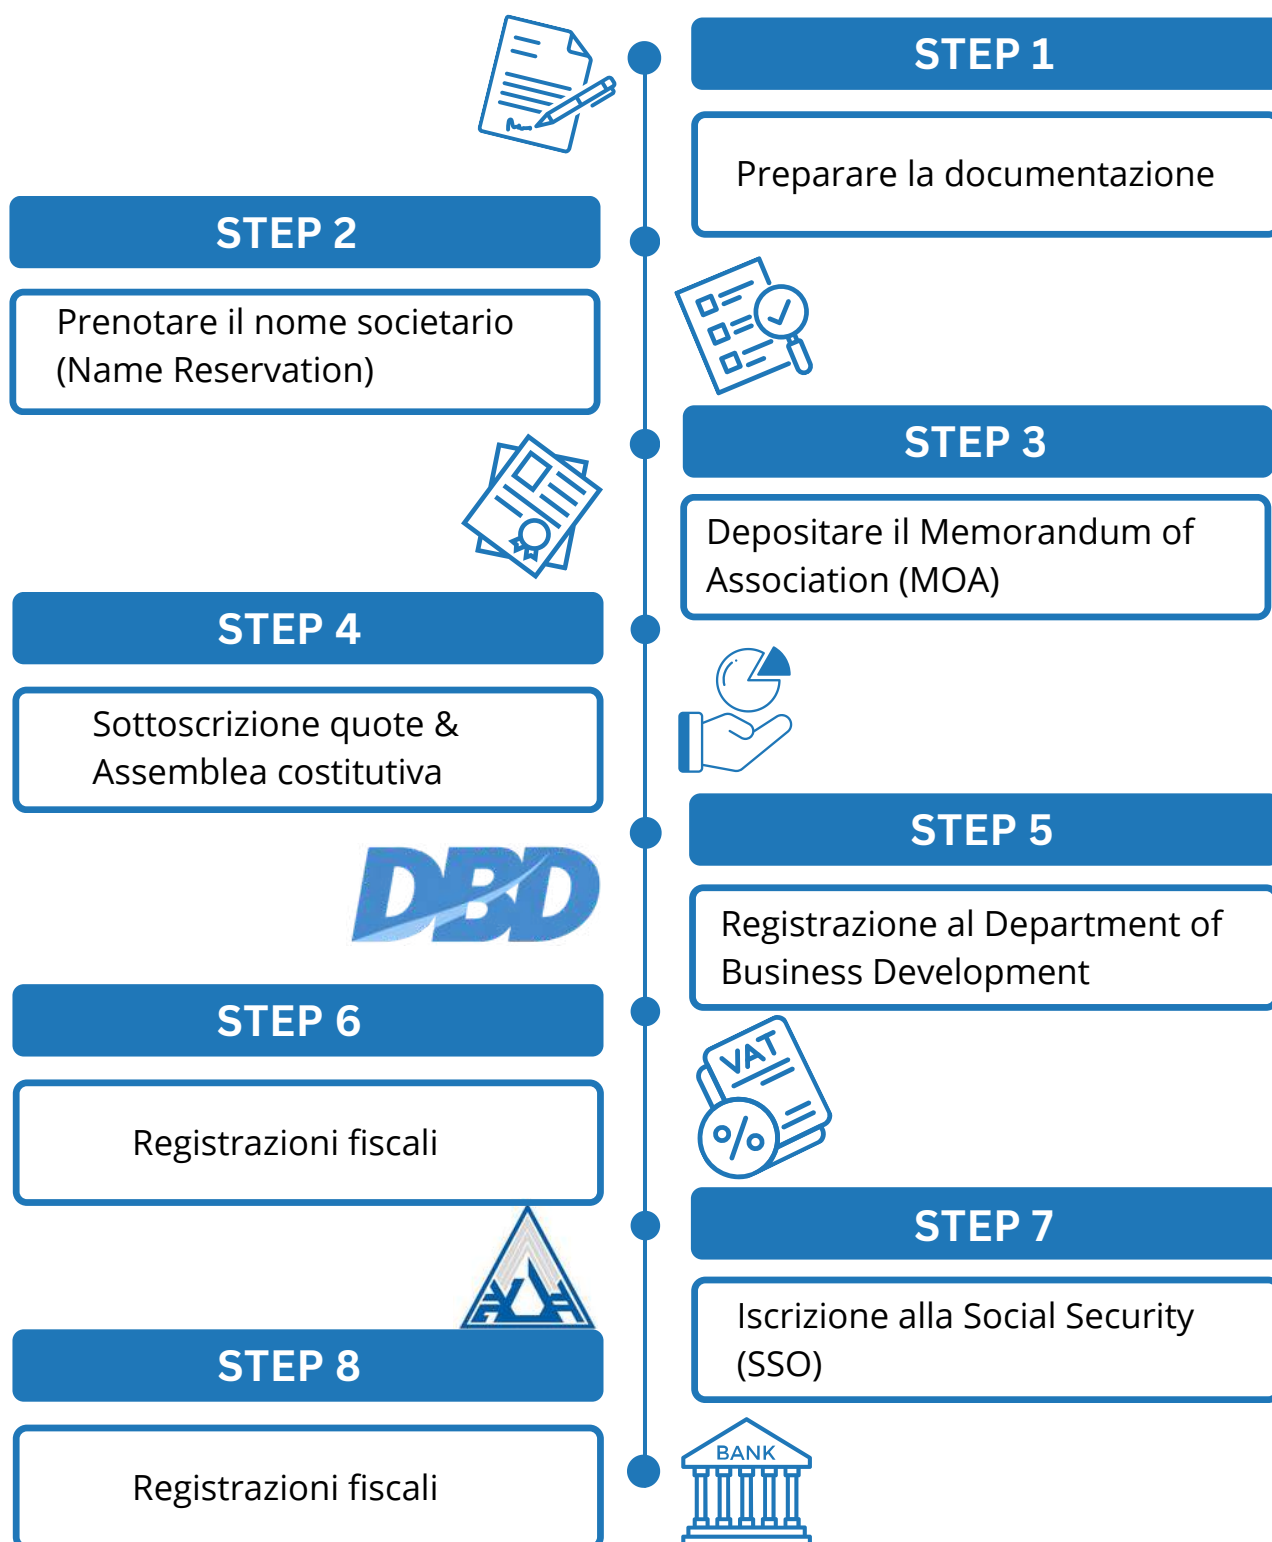 STEP 1
Preparare la documentazione
STEP 2
Prenotare il nome societario
(Name Reservation)
STEP 3
Depositare il Memorandum of
Association (MOA)
STEP 4
Sottoscrizione quote &
Assemblea costitutiva
DBD
STEP 5
Registrazione al Department of
Business Development
STEP 6
Registrazioni fiscali
VAT
%
STEP 7
Iscrizione alla Social Security
(SSO)
STEP 8
Registrazioni fiscali
BANK